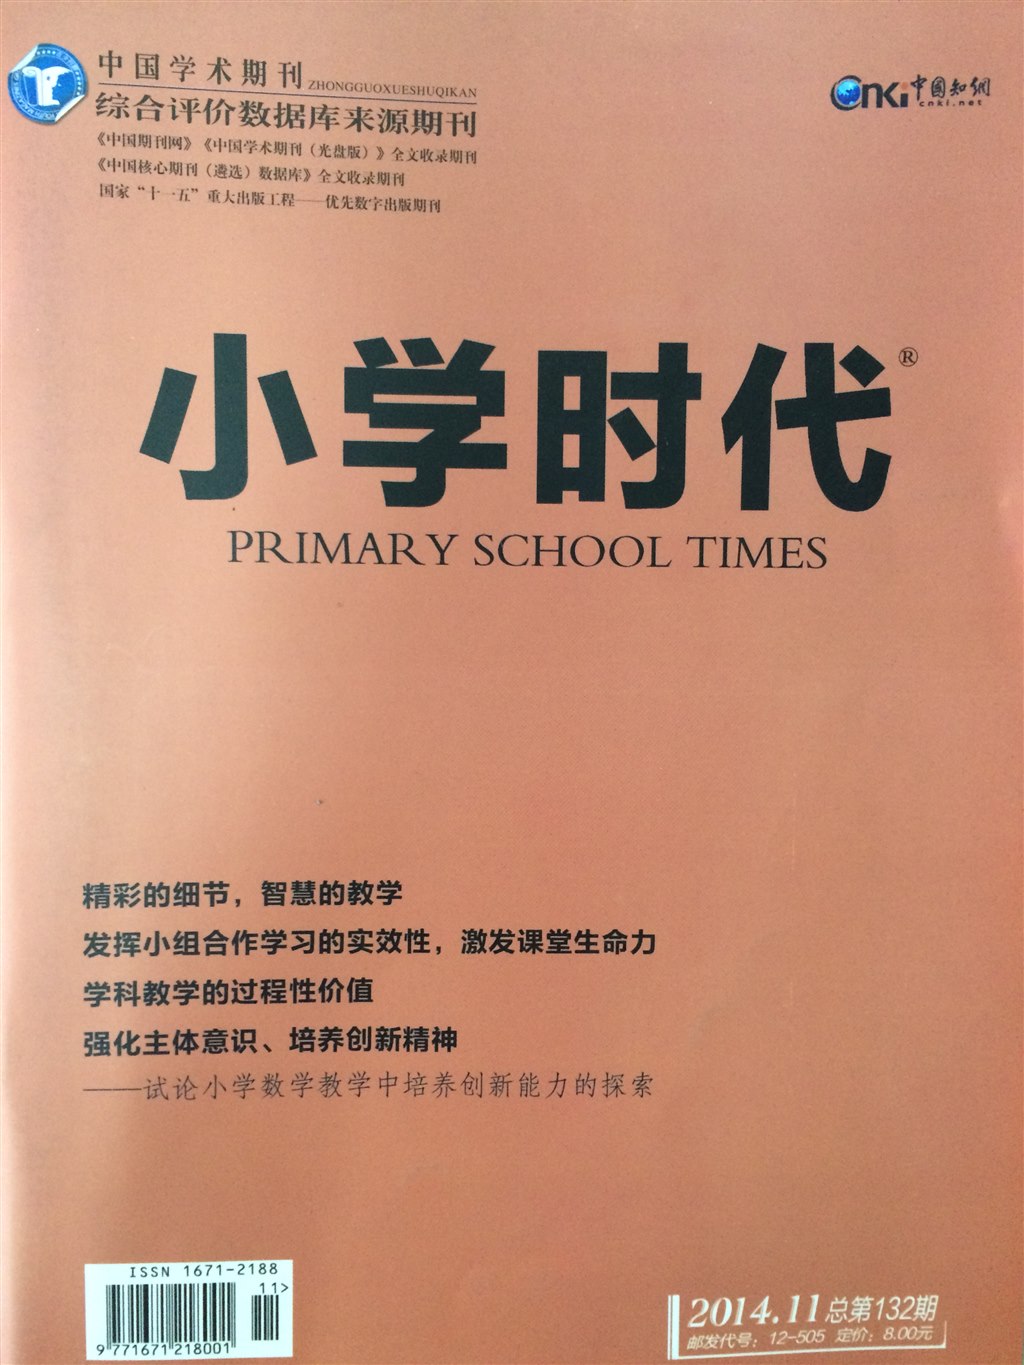 中国学术期刊 ZHONGGUOXUESHUQIKAN
综合评价数据库来源期刊
《中国期刊网》《中国学术期刊（光盘版）》全文收录期刊
《中国核心期刊（遴选）数据库》全文收录期刊
国家“十一五”重大出版工程——优先数字出版期刊
CNKI 中国知網
cnki.net
小学时代®
PRIMARY SCHOOL TIMES
精彩的细节，智慧的教学
发挥小组合作学习的实效性，激发课堂生命力
学科教学的过程性价值
强化主体意识、培养创新精神
——试论小学数学教学中培养创新能力的探索
ISSN 1671-2188
11>
9 771671 218001
2014.11 总第132期
邮发代号：12-505 定价：8.00元